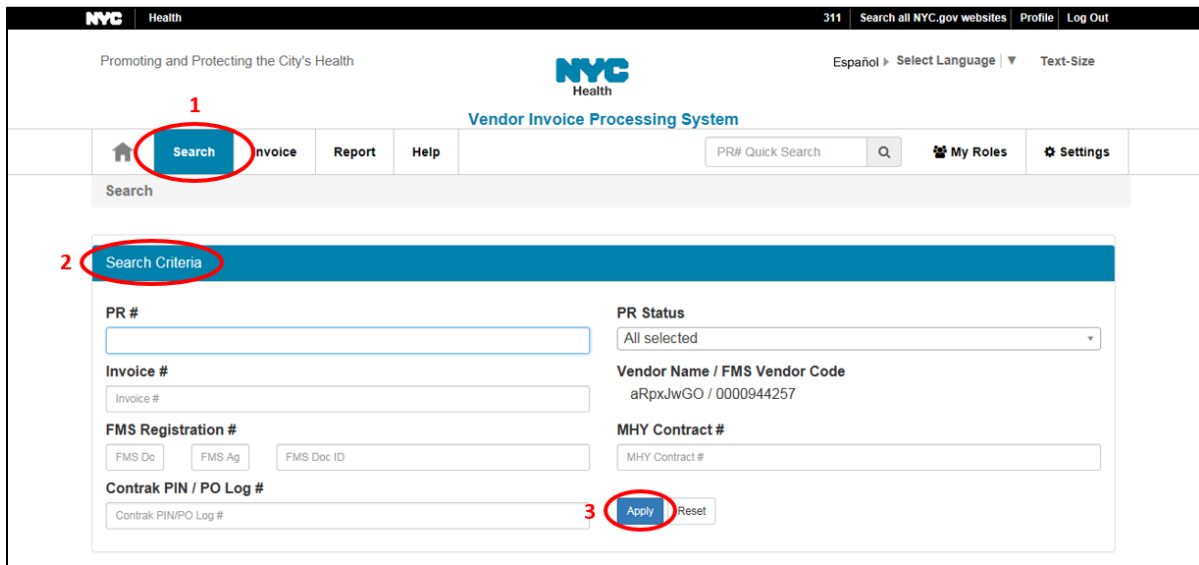 NYC Health 311 Search all NYC.gov websites Profile Log Out
Promoting and Protecting the City's Health
NYC
Health
Español Select Language ▼ Text-Size
Vendor Invoice Processing System
1
Search nvoice Report Help PR# Quick Search My Roles Settings
Search
2 Search Criteria
PR # PR Status
All selected
Invoice # Vendor Name / FMS Vendor Code
Invoice # aRpxJwGO / 0000944257
FMS Registration # MHY Contract #
FMS Do FMS Ag FMS Doc ID MHY Contract #
Contrak PIN / PO Log #
Contrak PIN/PO Log # 3 Apply Reset